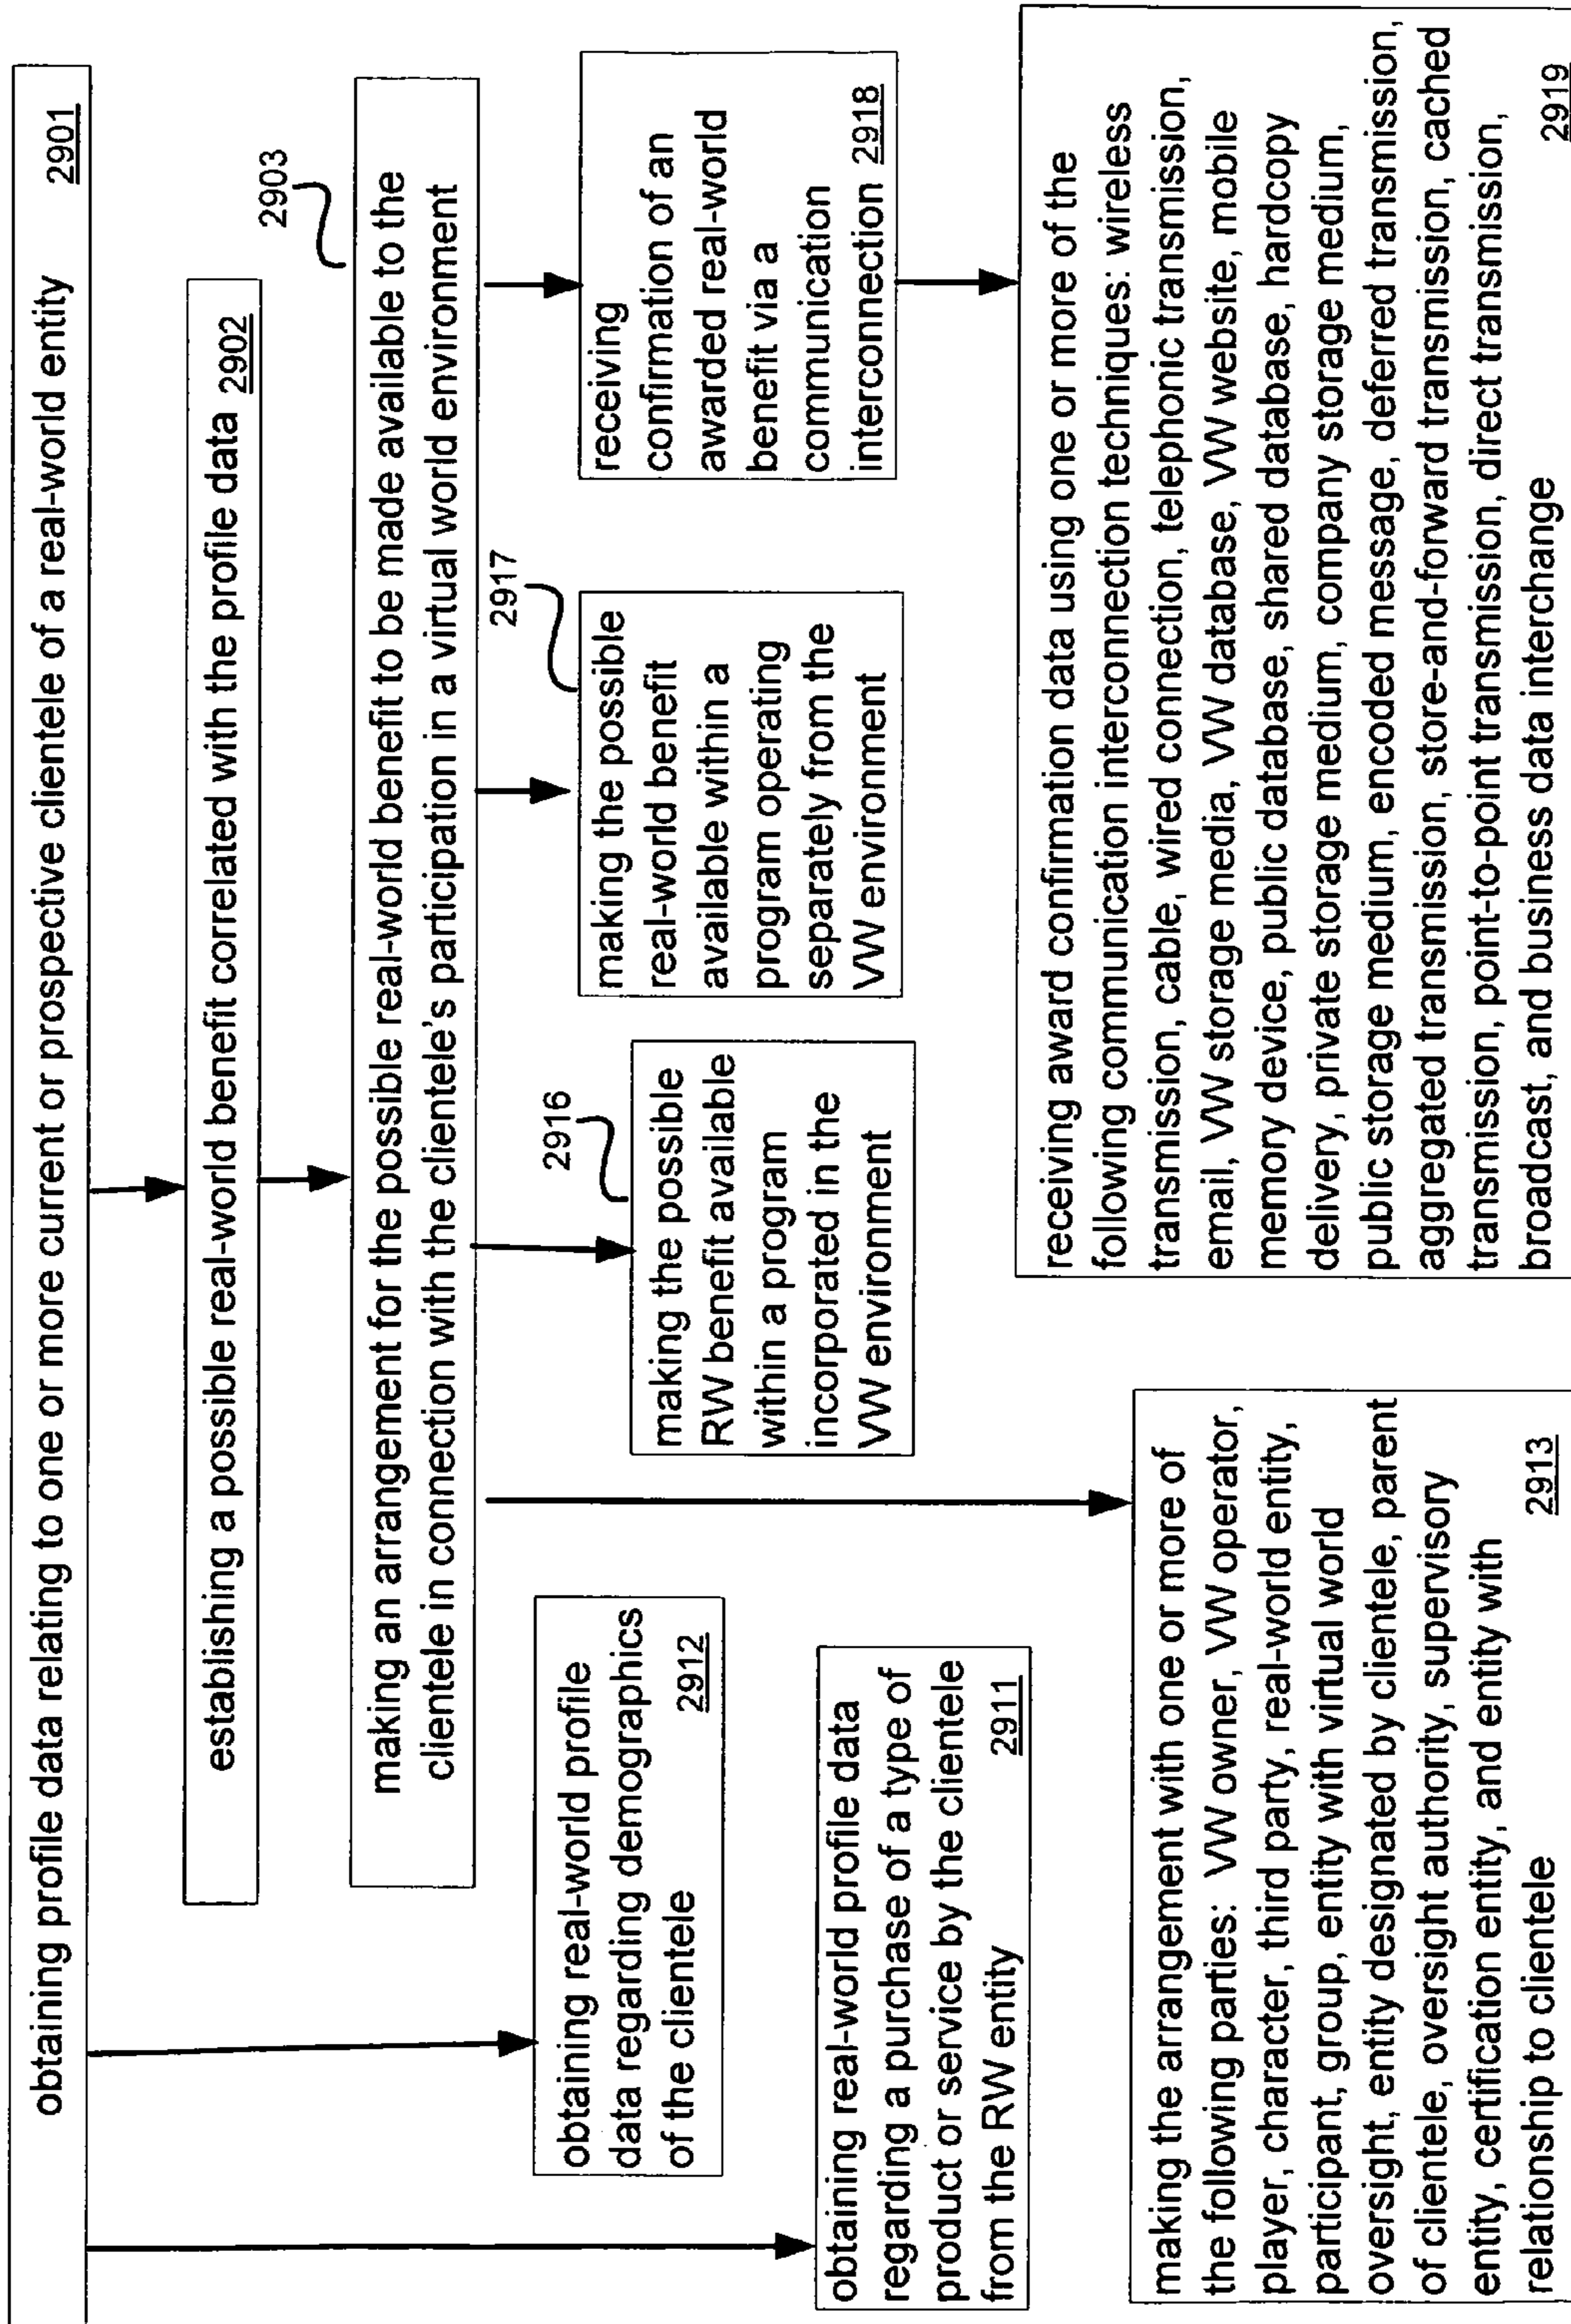 obtaining profile data relating to one or more current or prospective clientele of a real-world entity 2901
establishing a possible real-world benefit correlated with the profile data 2902
2903
making an arrangement for the possible real-world benefit to be made available to the
clientele in connection with the clientele's participation in a virtual world environment
obtaining real-world profile
data regarding demographics
of the clientele 2912
obtaining real-world profile data
regarding a purchase of a type of
product or service by the clientele
from the RW entity 2911
2916
making the possible
RW benefit available
within a program
incorporated in the
VW environment
2917
making the possible
real-world benefit
available within a
program operating
separately from the
VW environment
receiving
confirmation of an
awarded real-world
benefit via a
communication
interconnection 2918
making the arrangement with one or more of
the following parties: VW owner, VW operator,
player, character, third party, real-world entity,
participant, group, entity with virtual world
oversight, entity designated by clientele, parent
of clientele, oversight authority, supervisory
entity, certification entity, and entity with
relationship to clientele 2913
receiving award confirmation data using one or more of the
following communication interconnection techniques: wireless
transmission, cable, wired connection, telephonic transmission,
email, VW storage media, VW database, VW website, mobile
memory device, public database, shared database, hardcopy
delivery, private storage medium, company storage medium,
public storage medium, encoded message, deferred transmission,
aggregated transmission, store-and-forward transmission, cached
transmission, point-to-point transmission, direct transmission,
broadcast, and business data interchange 2919